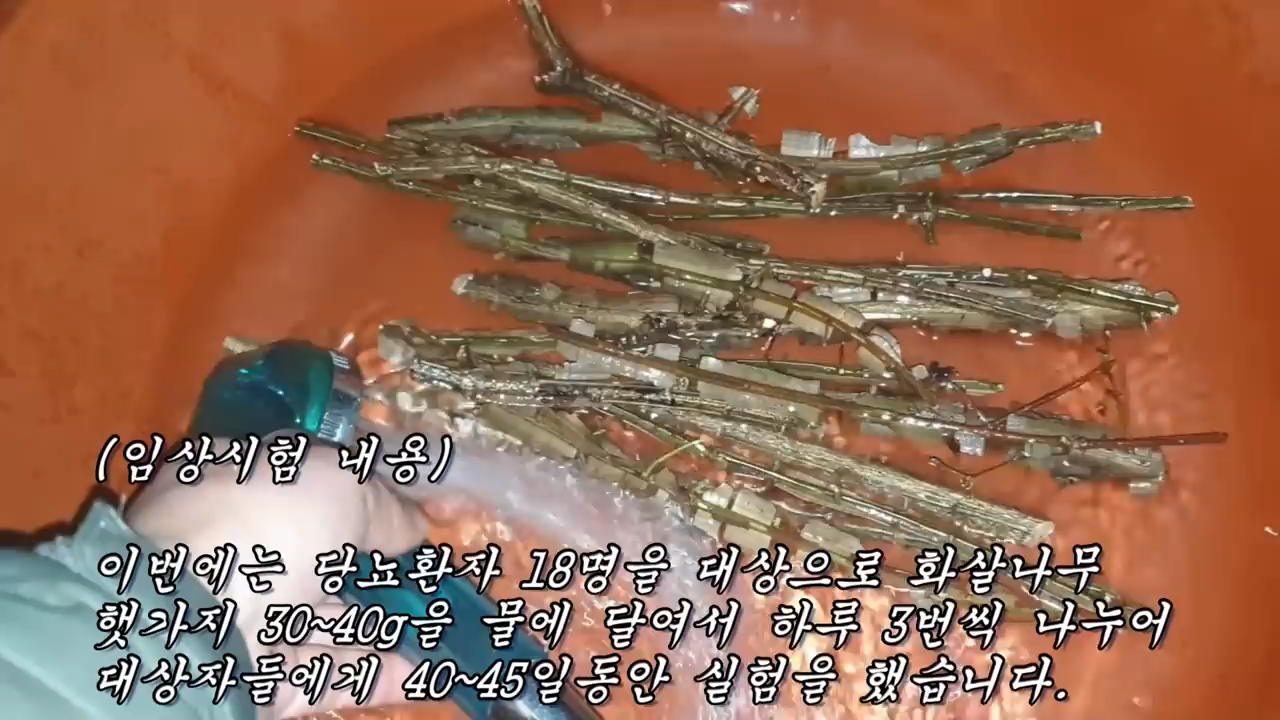 (임상시험 내용)
이번에는 당뇨환자 18명을 대상으로 화살나무
햇가지 30~40g을 물에 달여서 하루 3번씩 나누어
대상자들에게 40~45일동안 실험을 했습니다.